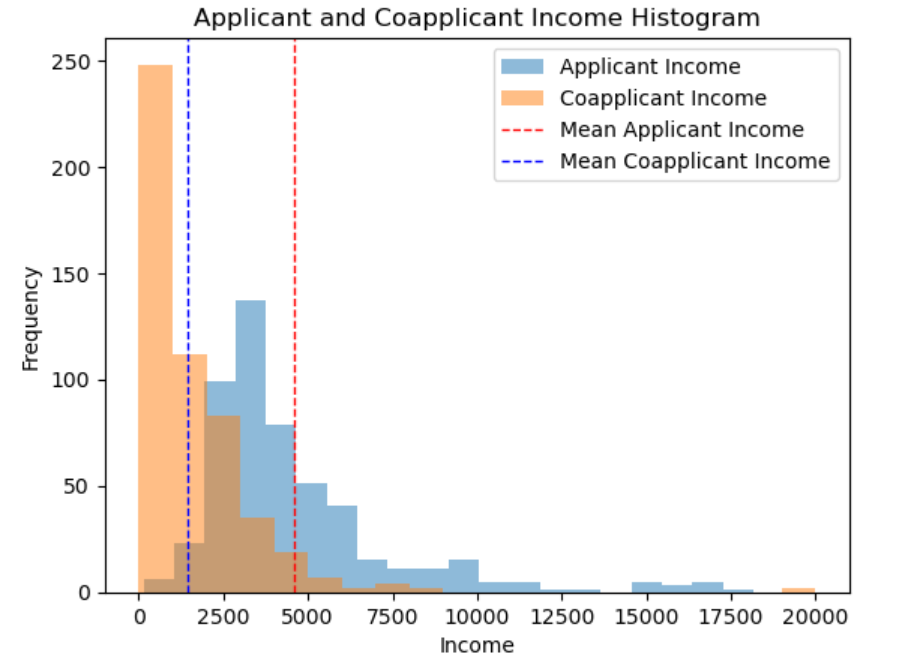 Applicant and Coapplicant Income Histogram
Applicant Income
Coapplicant Income
Mean Applicant Income
Mean Coapplicant Income
250
200
150
100
50
0
Frequency
0 2500 5000 7500 10000 12500 15000 17500 20000
Income